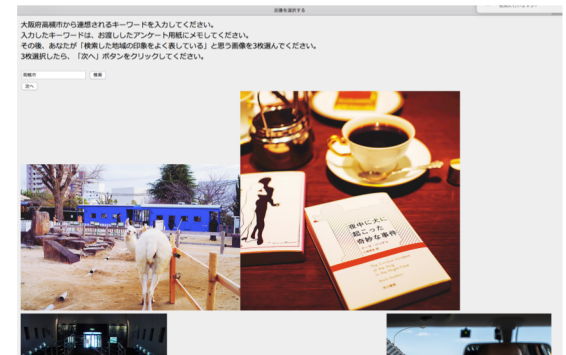 画像を選択する
大阪府高槻市から連想されるキーワードを入力してください。
入力したキーワードは、お渡ししたアンケート用紙にメモしてください。
その後、あなたが「検索した地域の印象をよく表している」と思う画像を3枚選んでください。
3枚選択したら、「次へ」ボタンをクリックしてください。
高槻市
検索
次へ
夜中に犬に
起こった
奇妙な事件